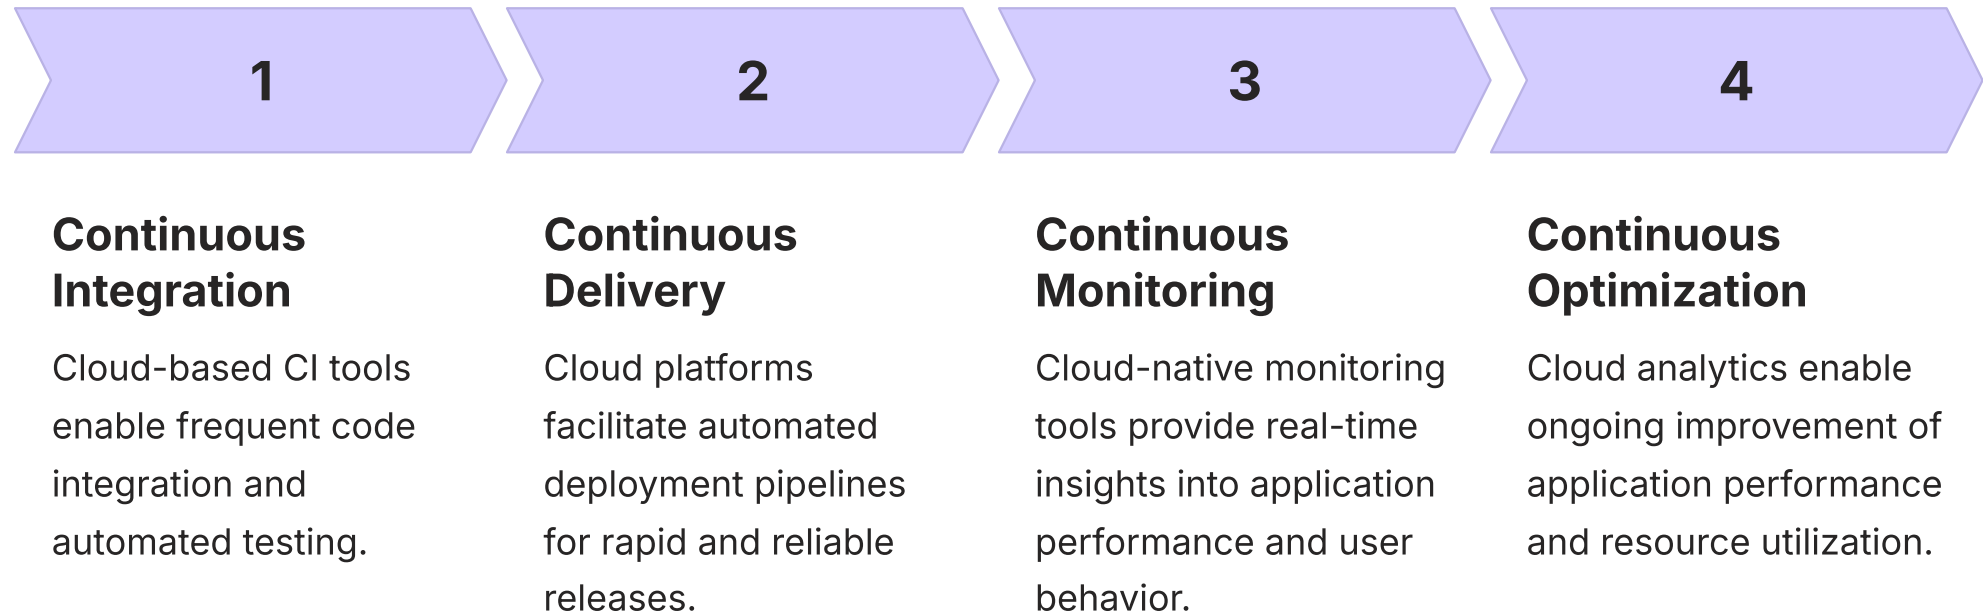 1
2
3
4
Continuous
Integration
Cloud-based CI tools
enable frequent code
integration and
automated testing.
Continuous
Delivery
Cloud platforms
facilitate automated
deployment pipelines
for rapid and reliable
releases.
Continuous
Monitoring
Cloud-native monitoring
tools provide real-time
insights into application
performance and user
behavior.
Continuous
Optimization
Cloud analytics enable
ongoing improvement of
application performance
and resource utilization.